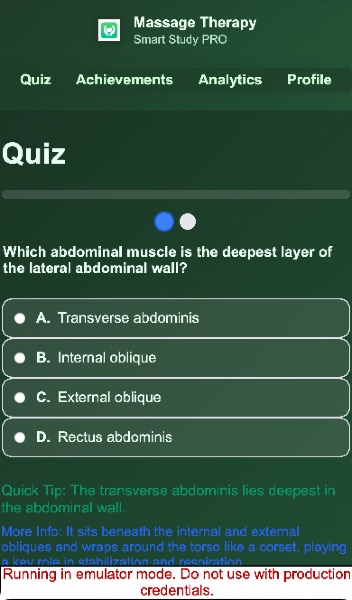 Massage Therapy
Smart Study PRO
Quiz Achievements Analytics Profile
Quiz
Which abdominal muscle is the deepest layer of
the lateral abdominal wall?
A. Transverse abdominis
B. Internal oblique
C. External oblique
D. Rectus abdominis
Quick Tip: The transverse abdominis lies deepest in
the abdominal wall.
More Info: It sits beneath the internal and external
obliques and wraps around the torso like a corset, playing
a key role in stabilization and respiration.
Running in emulator mode. Do not use with production
credentials.